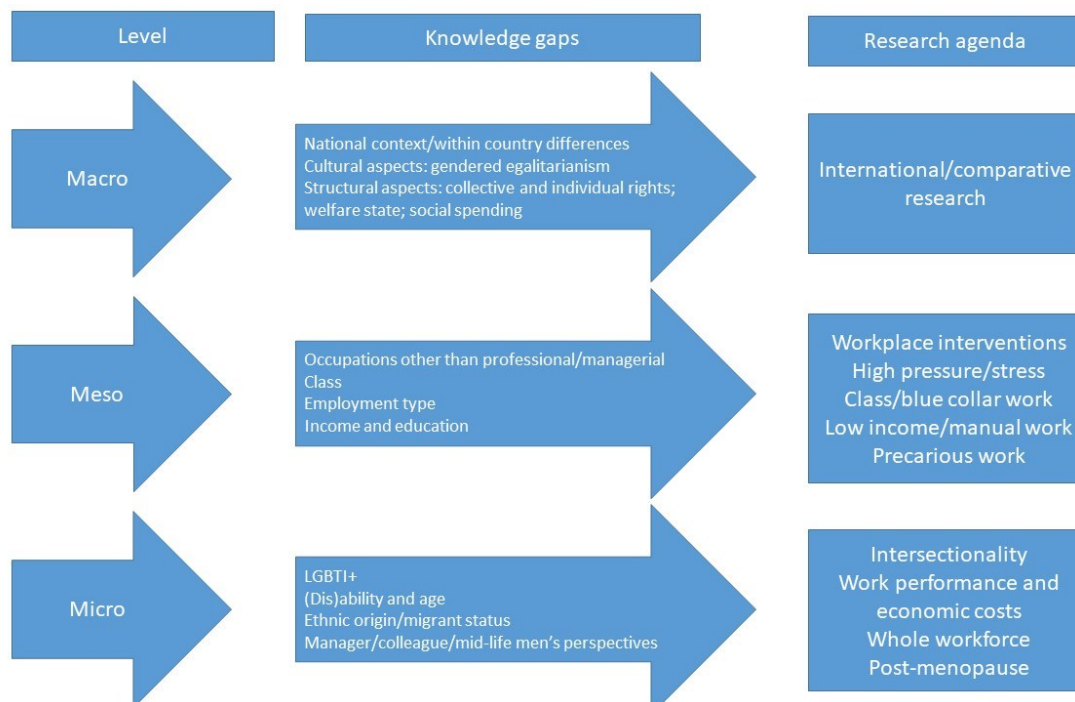 Level
Knowledge gaps
Research agenda
Macro
National context/within country differences
Cultural aspects: gendered egalitarianism
Structural aspects: collective and individual rights;
welfare state; social spending
International/comparative
research
Meso
Occupations other than professional/managerial
Class
Employment type
Income and education
Workplace interventions
High pressure/stress
Class/blue collar work
Low income/manual work
Precarious work
Micro
LGBTI+
(Dis)ability and age
Ethnic origin/migrant status
Manager/colleague/mid-life men’s perspectives
Intersectionality
Work performance and
economic costs
Whole workforce
Post-menopause